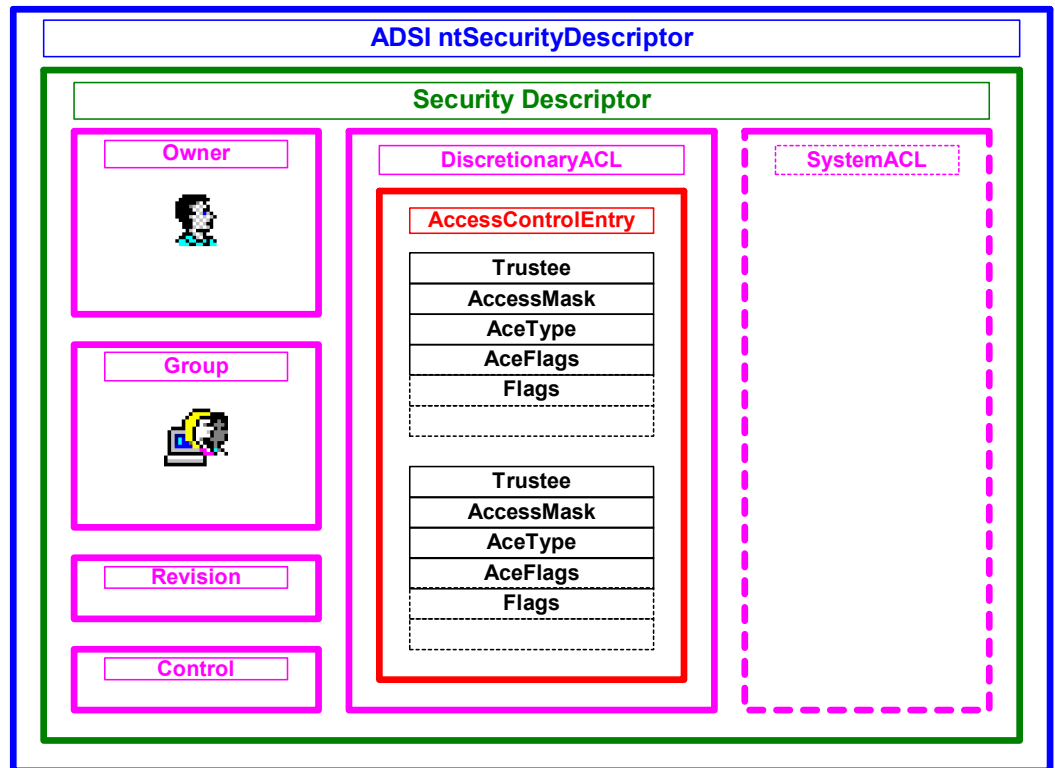 ADSI ntSecurityDescriptor
Security Descriptor
Owner
Group
Revision
Control
DiscretionaryACL
AccessControlEntry
Trustee
AccessMask
AceType
AceFlags
Flags
Trustee
AccessMask
AceType
AceFlags
Flags
SystemACL